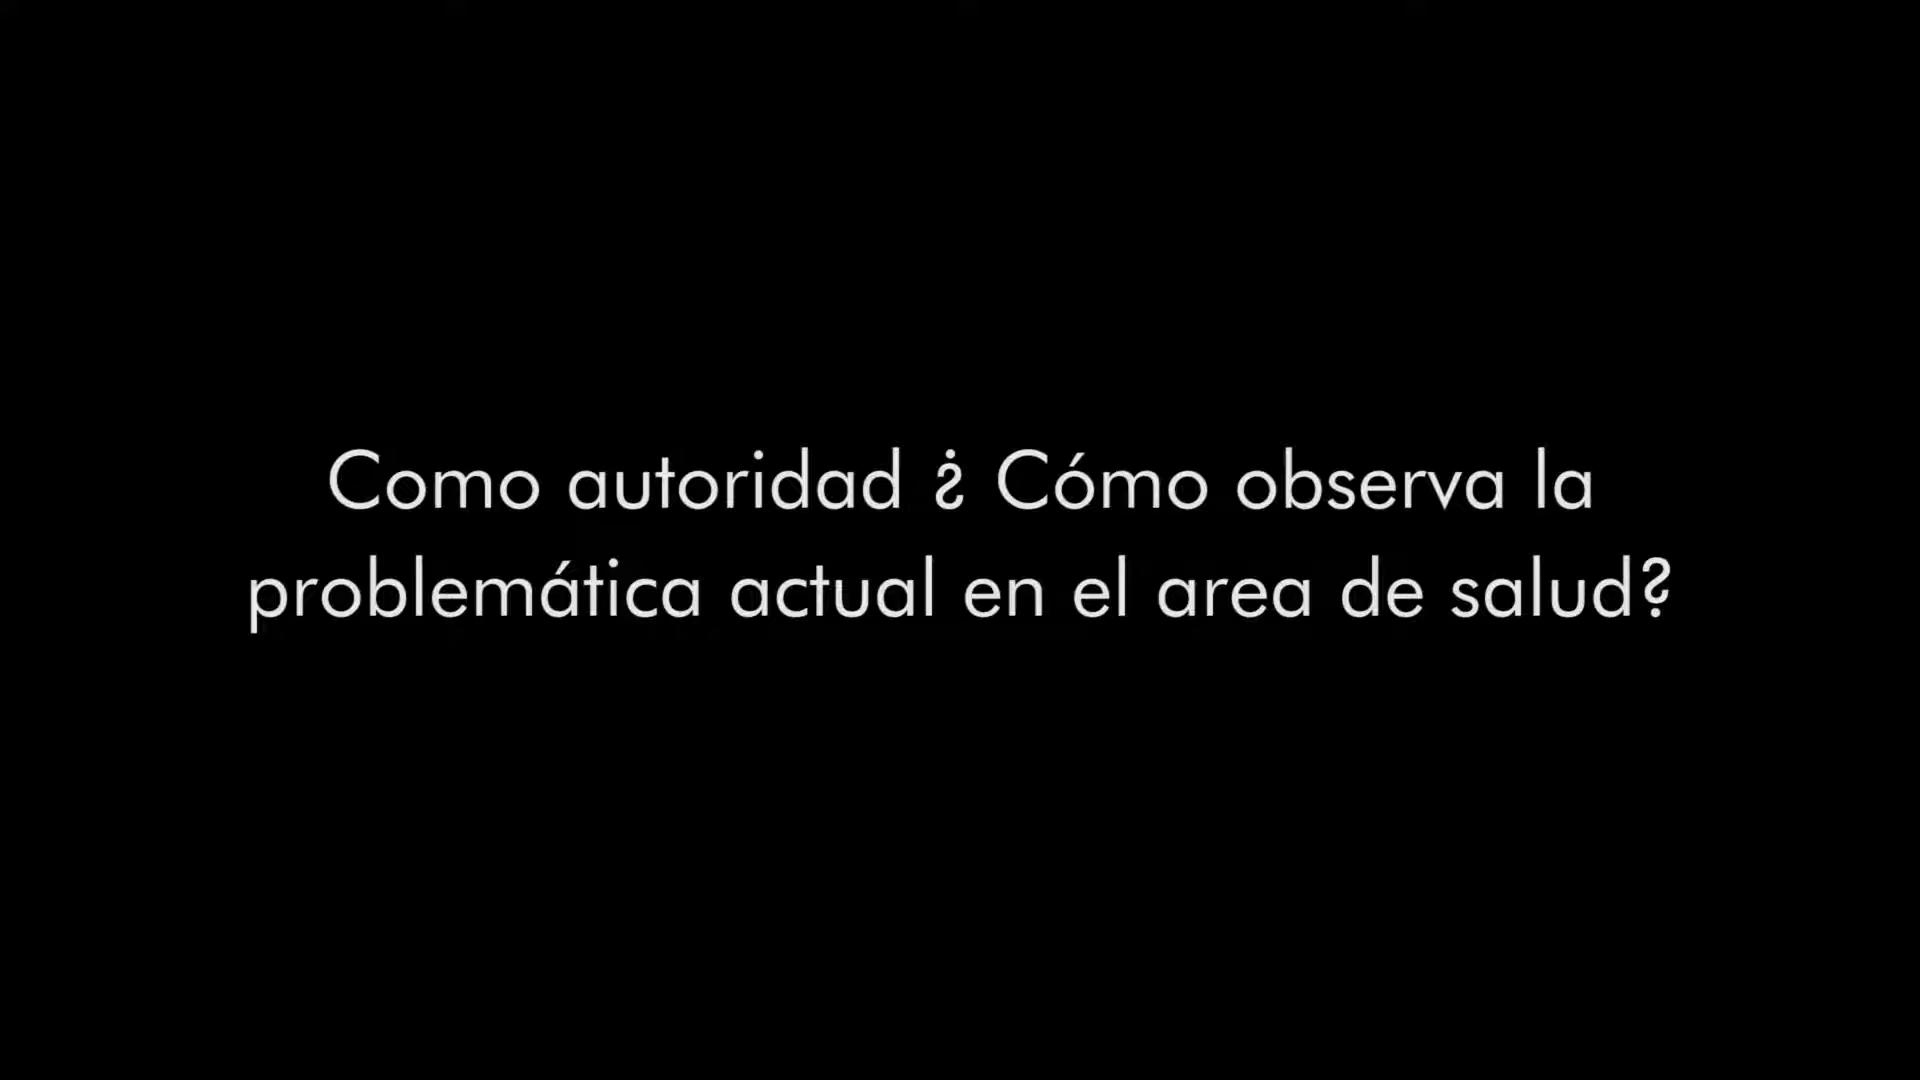 Como autoridad ¿ Cómo observa la
problemática actual en el area de salud?